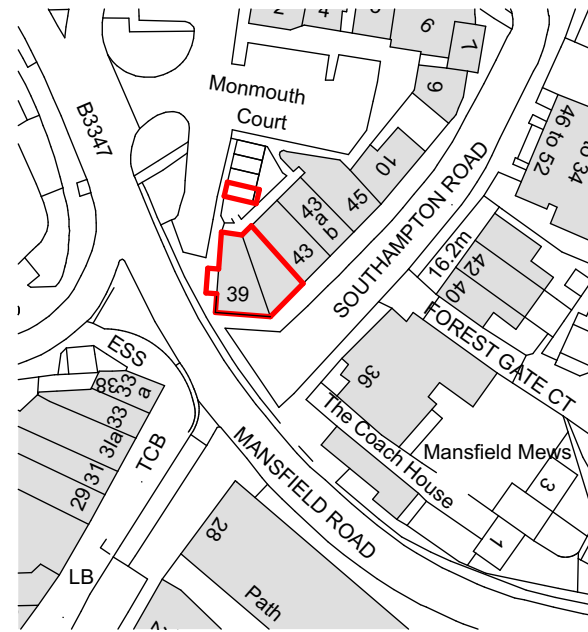 2
4
6
7
9
Monmouth
Court
B3347
10
45
43
a
b
43
39
SOUTHAMPTON ROAD
46 to 52
to 34
16.2m
42
40
FOREST GATE CT
36
The Coach House
Mansfield Mews
3
1
ESS
38
33
a
33
31a
31
29
TCB
LB
MANSFIELD ROAD
28
Path